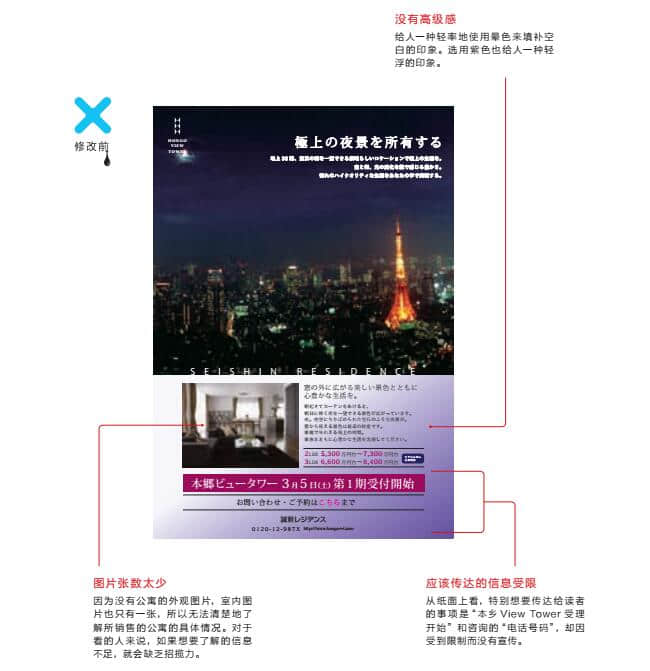 没有高级感
给人一种轻率地使用晕色来填补空
白的印象。选用紫色也给人一种轻
浮的印象。
修改前
HONGO
VIEW
TOWER
極上の夜景を所有する
SEISHIN RESIDENCE
窓の外に広がる美しい景色とともに
心豊かな生活を。
2LDK 5,300万円台〜7,300万円台
3LDK 6,600万円台〜8,400万円台
本郷ビュータワー 3月5日(土)第1期受付開始
お問い合わせ・ご予約はこちらまで
誠新レジデンス
0120-12-987X
图片张数太少
因为没有公寓的外观图片，室内图
片也只有一张，所以无法清楚地了
解所销售的公寓的具体情况。对于
看的人来说，如果想要了解的信息
不足，就会缺乏招揽力。
应该传达的信息受限
从纸面上看，特别想要传达给读者
的事项是“本乡 View Tower 受理
开始”和咨询的“电话号码”，却因
受到限制而没有宣传。